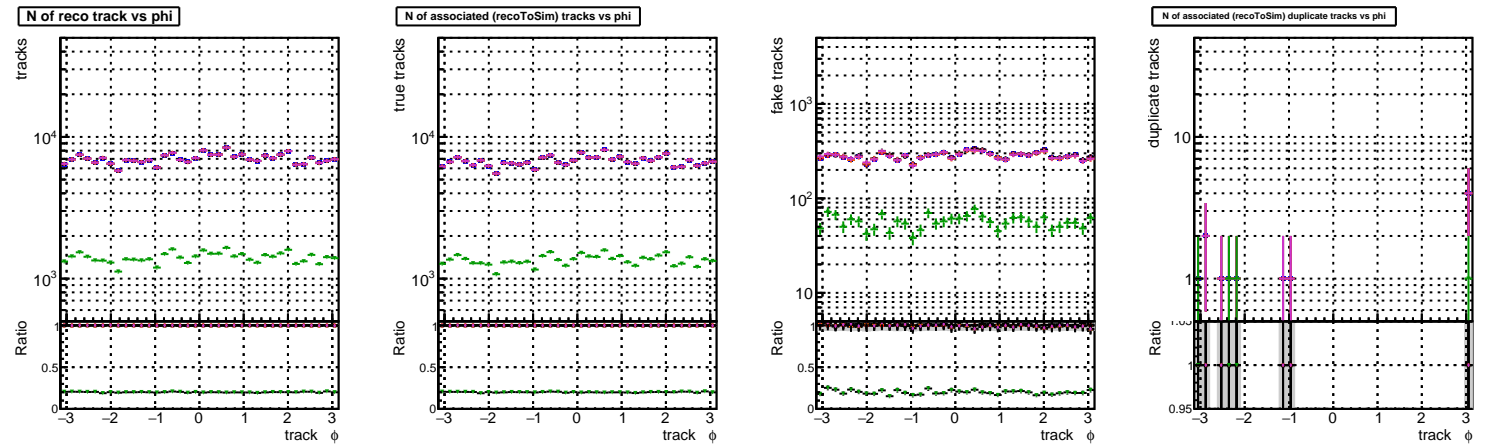 N of reco track vs phi
tracks
10⁴
10³
Ratio
1
0.5
0
−3 −2 −1 0 1 2 3
track ϕ
N of associated (recoToSim) tracks vs phi
true tracks
10⁴
10³
Ratio
1
0.5
0
−3 −2 −1 0 1 2 3
track ϕ
fake tracks
10³
10²
10
Ratio
1
0.5
0
−3 −2 −1 0 1 2 3
track ϕ
N of associated (recoToSim) duplicate tracks vs phi
duplicate tracks
10
1
Ratio
1.05
1
0.95
−3 −2 −1 0 1 2 3
track ϕ